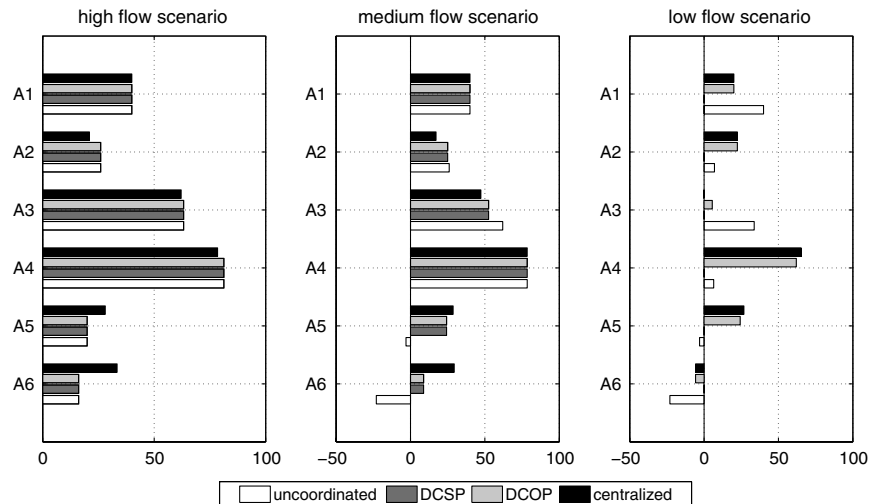 high flow scenario
medium flow scenario
low flow scenario
A1
A2
A3
A4
A5
A6
0
50
100
A1
A2
A3
A4
A5
A6
−50
0
50
100
A1
A2
A3
A4
A5
A6
−50
0
50
100
uncoordinated
DCSP
DCOP
centralized